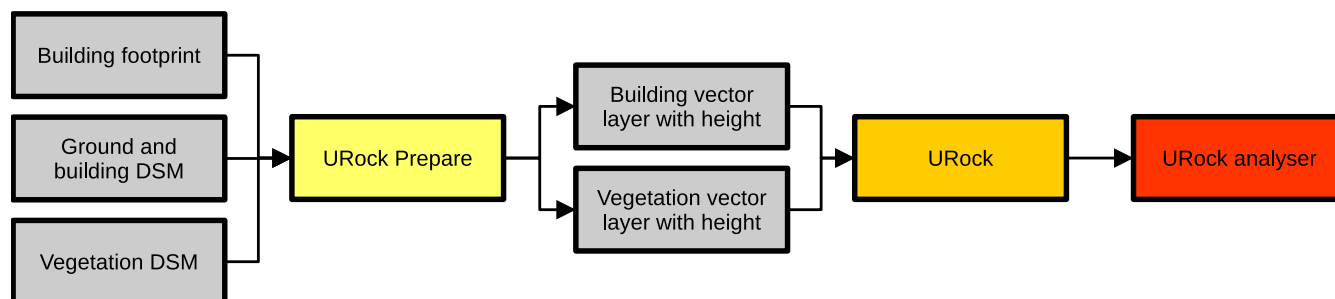 Building footprint
Ground and
building DSM
Vegetation DSM
URock Prepare
Building vector
layer with height
Vegetation vector
layer with height
URock
URock analyser